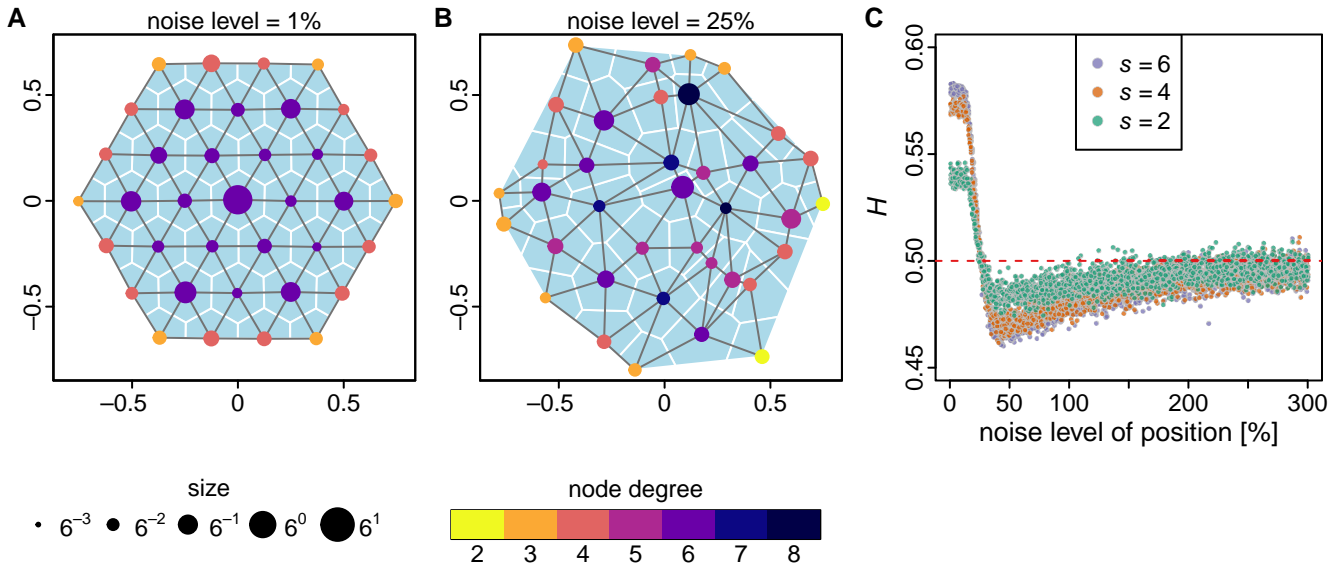 A
noise level = 1%
0.5
0
−0.5
−0.5
0
0.5
B
noise level = 25%
0.5
0
−0.5
−0.5
0
0.5
C
0.60
0.55
0.50
0.45
H
s = 6
s = 4
s = 2
0 50 100 200 300
noise level of position [%]
size
6⁻³ 6⁻² 6⁻¹ 6⁰ 6¹
node degree
2 3 4 5 6 7 8